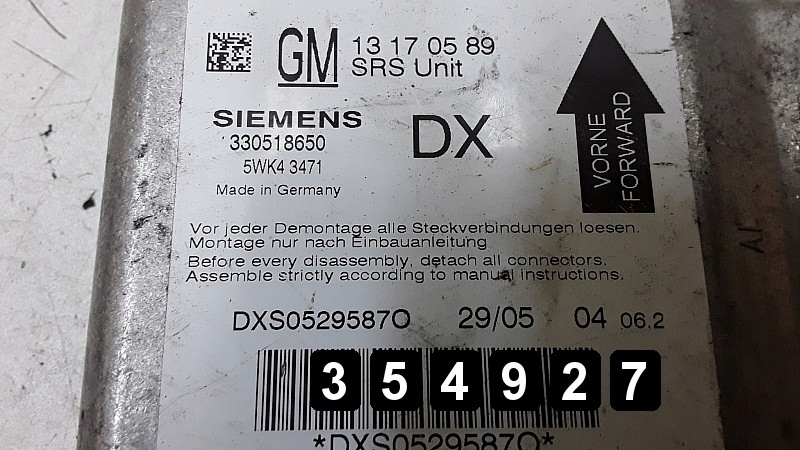 GM 13 17 05 89
SRS Unit
SIEMENS
330518650
5WK4 3471
Made in Germany
DX
VORNE
FORWARD
Vor jeder Demontage alle Steckverbindungen loesen.
Montage nur nach Einbauanleitung
Before every disassembly, detach all connectors.
Assemble strictly according to manual instructions.
DXS0529587O 29/05 04 06.2
354927
*DXS0529587O*